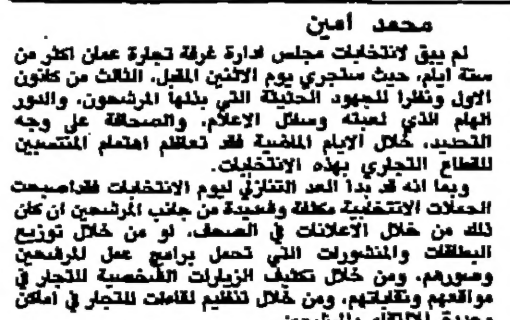 محمد أمين
لم يبق لانتخابات مجلس ادارة غرفة تجارة عمان اكثر من
ستة ايام، حيث ستجري يوم الاثنين المقبل، الثالث من كانون
الاول ونظرا للجهود الحثيثة التي بذلها المرشحون، والدور
الهام الذي لعبته وسائل الاعلام، والصحافة على وجه
التحديد، خلال الايام الماضية فقد تعاظم اهتمام المنتسبين
للقطاع التجاري بهذه الانتخابات.
وبما انه قد بدأ العد التنازلي ليوم الانتخابات فقداصبحت
الحملات الانتخابية مكثفة وشديدة من جانب المرشحين ان كان
ذلك من خلال الاعلانات في الصحف، او من خلال توزيع
البطاقات والمنشورات التي تحمل برامج عمل المرشحين
وصورهم، ومن خلال تكثيف الزيارات الشخصية للتجار في
مواقعهم ونقاباتهم، ومن خلال تنظيم لقاءات للتجار في اماكن